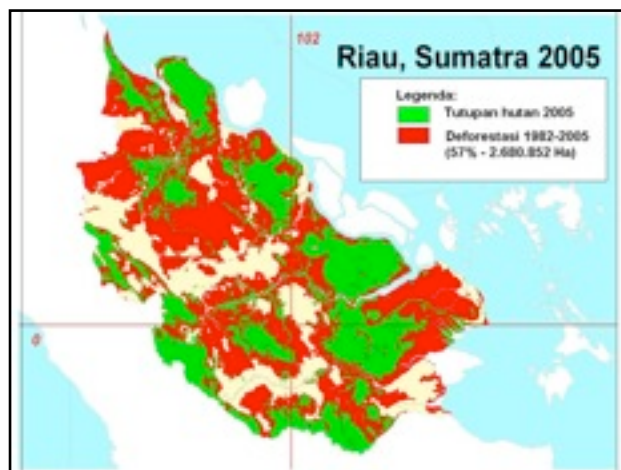 102
Riau, Sumatra 2005
Legenda:
Tutupan hutan 2005
Deforestasi 1982-2005
(57% - 2.680.852 Ha)
0